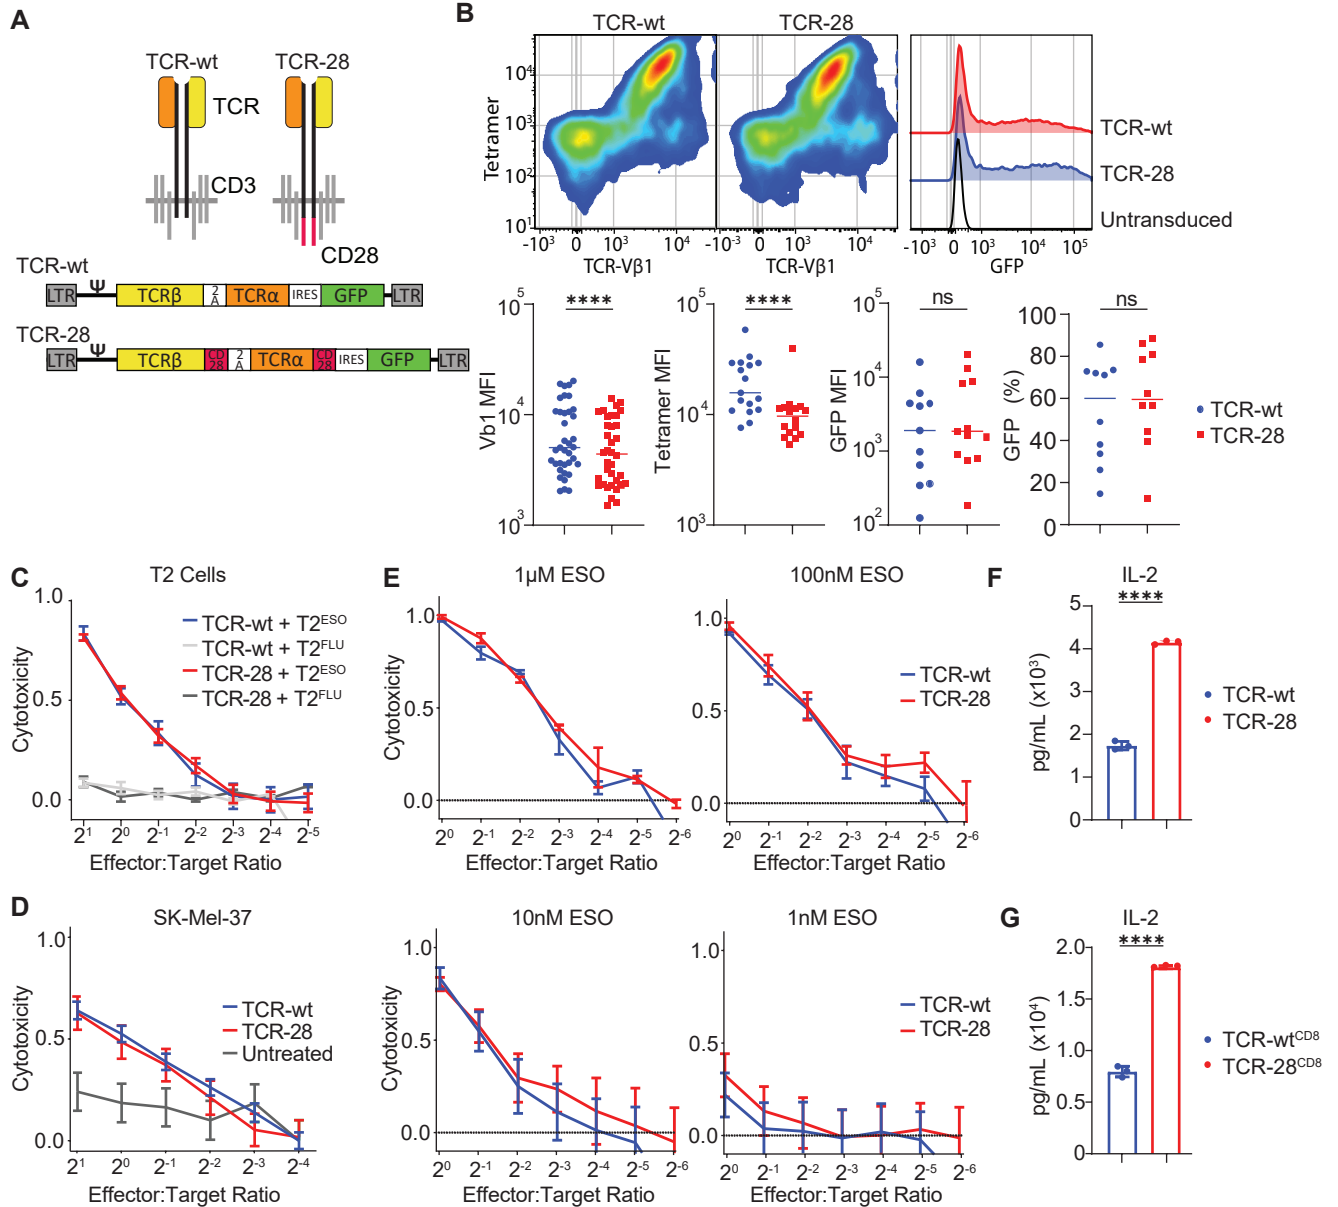 A
TCR-wt
TCR-28
TCR
CD3
CD28
TCR-wt
LTR
Ψ
TCRβ
2
A
TCRα
IRES
GFP
LTR
TCR-28
LTR
Ψ
TCRβ
CD
28
2
A
TCRα
CD
28
IRES
GFP
LTR
B
TCR-wt
TCR-28
Tetramer
10⁴
10³
10²
10¹
-10³ 0 10³ 10⁴
TCR-Vβ1
-10⁻³ 0 10³ 10⁴
TCR-Vβ1
TCR-wt
TCR-28
Untransduced
-10³ 0 10³ 10⁴ 10⁵
GFP
Vb1 MFI
10⁵
10⁴
10³
****
Tetramer MFI
10⁵
10⁴
10³
****
GFP MFI
10⁵
10⁴
10³
10²
ns
GFP (%)
100
80
60
40
20
0
ns
TCR-wt
TCR-28
C
T2 Cells
Cytotoxicity
1.0
0.5
0.0
TCR-wt + T2ᴱˢᴼ
TCR-wt + T2ᶠᴸᵁ
TCR-28 + T2ᴱˢᴼ
TCR-28 + T2ᶠᴸᵁ
2¹ 2⁰ 2⁻¹ 2⁻² 2⁻³ 2⁻⁴ 2⁻⁵
Effector:Target Ratio
E
1µM ESO
Cytotoxicity
1.0
0.5
0.0
2⁰ 2⁻¹ 2⁻² 2⁻³ 2⁻⁴ 2⁻⁵ 2⁻⁶
Effector:Target Ratio
100nM ESO
1.0
0.5
0.0
TCR-wt
TCR-28
2⁰ 2⁻¹ 2⁻² 2⁻³ 2⁻⁴ 2⁻⁵ 2⁻⁶
Effector:Target Ratio
F
IL-2
****
pg/mL (x10³)
5
4
3
2
1
0
TCR-wt
TCR-28
D
SK-Mel-37
Cytotoxicity
1.0
0.5
0.0
TCR-wt
TCR-28
Untreated
2¹ 2⁰ 2⁻¹ 2⁻² 2⁻³ 2⁻⁴
Effector:Target Ratio
10nM ESO
Cytotoxicity
1.0
0.5
0.0
2⁰ 2⁻¹ 2⁻² 2⁻³ 2⁻⁴ 2⁻⁵ 2⁻⁶
Effector:Target Ratio
1nM ESO
1.0
0.5
0.0
TCR-wt
TCR-28
2⁰ 2⁻¹ 2⁻² 2⁻³ 2⁻⁴ 2⁻⁵ 2⁻⁶
Effector:Target Ratio
G
IL-2
****
pg/mL (x10⁴)
2.0
1.5
1.0
0.5
0
TCR-wtᶜᴰ⁸
TCR-28ᶜᴰ⁸